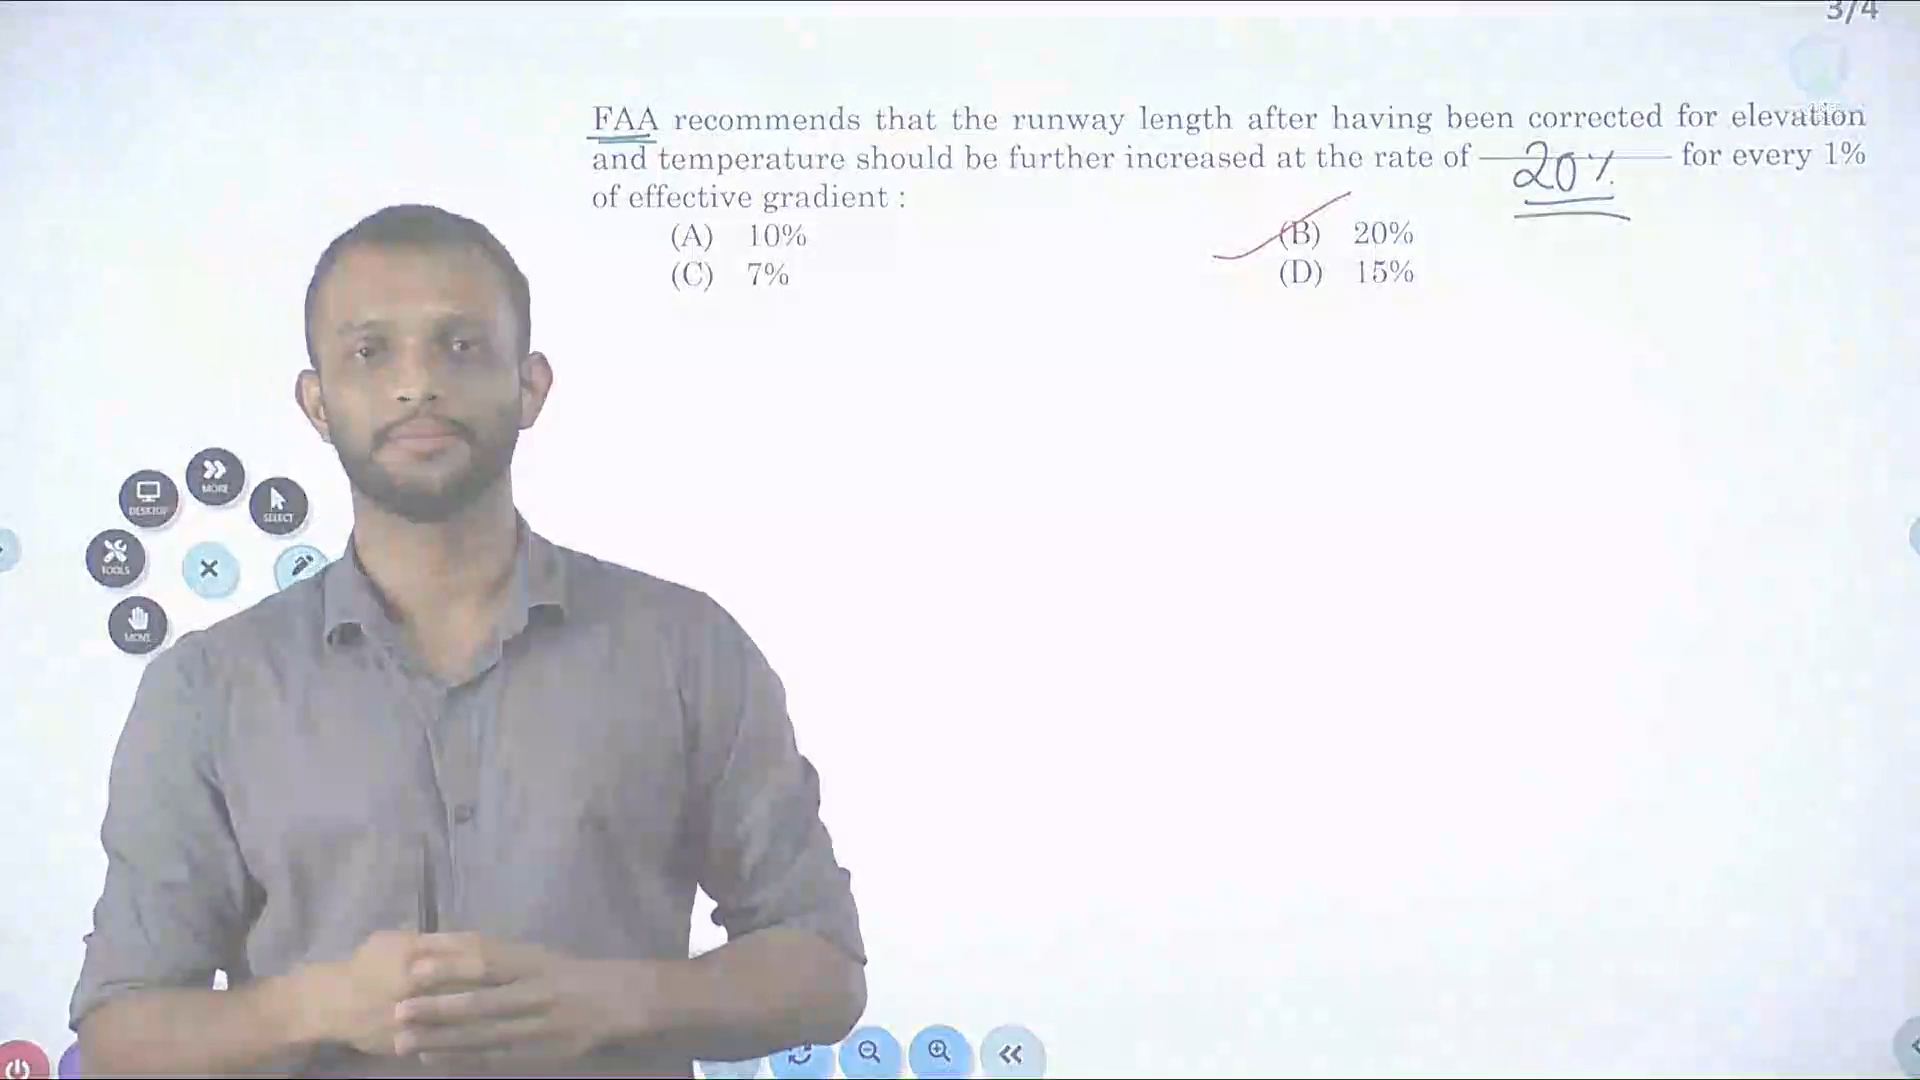 3/4
FAA recommends that the runway length after having been corrected for elevation
and temperature should be further increased at the rate of 20% for every 1%
of effective gradient :
(A) 10% (B) 20%
(C) 7% (D) 15%
MORE
DESKTOP
SELECT
TOOLS
MOVE